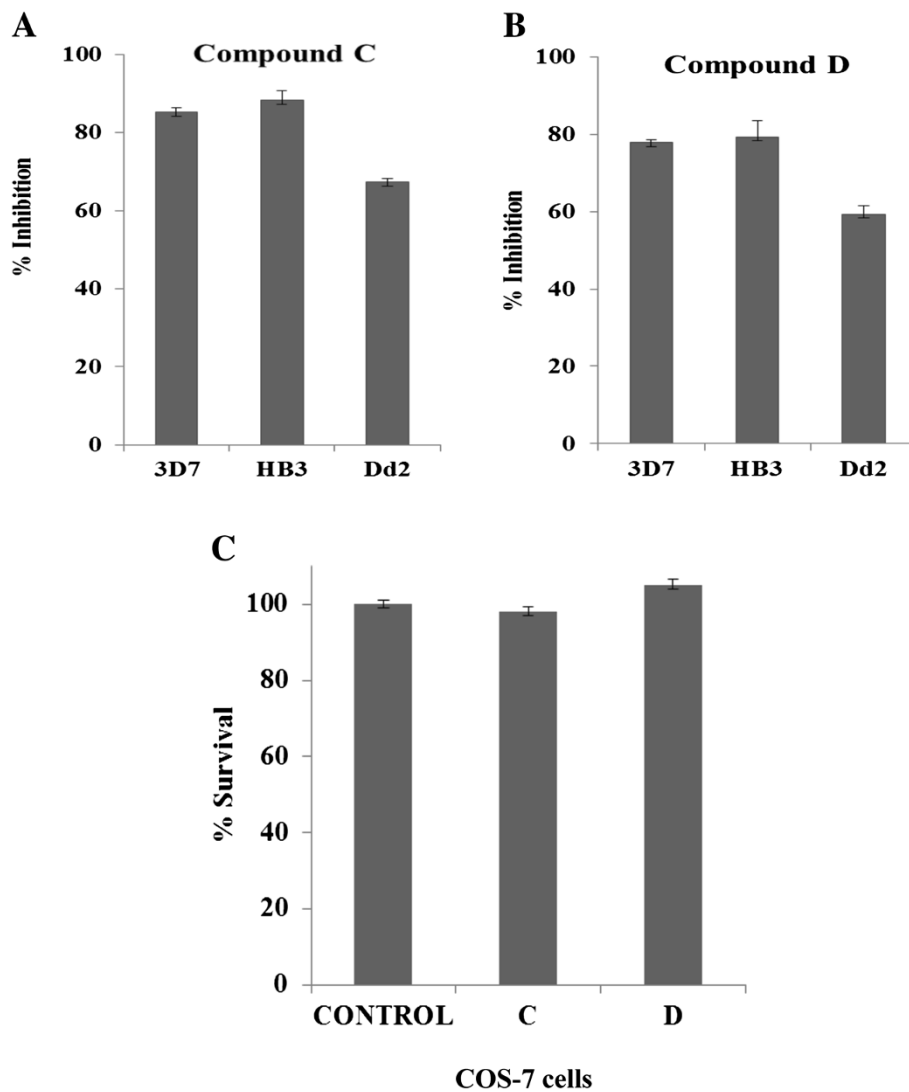 A
Compound C
% Inhibition
100
80
60
40
20
0
3D7 HB3 Dd2
B
Compound D
% Inhibition
100
80
60
40
20
0
3D7 HB3 Dd2
C
% Survival
100
80
60
40
20
0
CONTROL C D
COS-7 cells